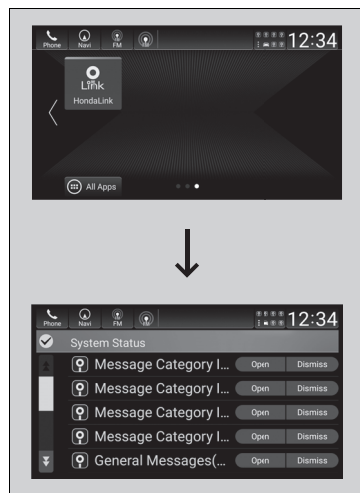 Phone Navi FM 12:34
Link
HondaLink
All Apps
Phone Navi FM 12:34
System Status
Message Category I... Open Dismiss
Message Category I... Open Dismiss
Message Category I... Open Dismiss
Message Category I... Open Dismiss
General Messages(... Open Dismiss